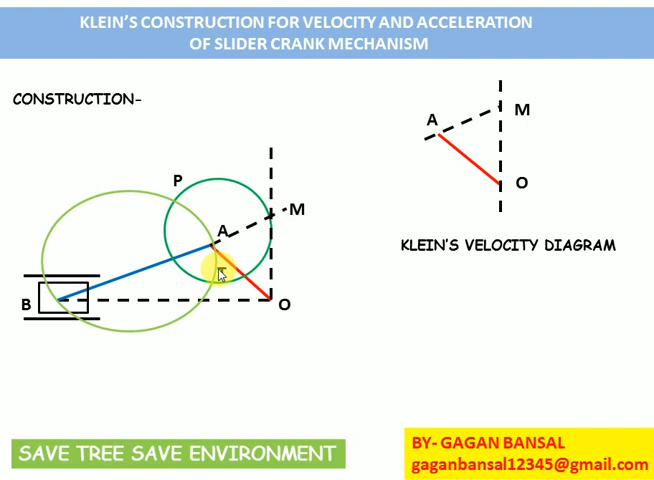 KLEIN'S CONSTRUCTION FOR VELOCITY AND ACCELERATION
OF SLIDER CRANK MECHANISM
CONSTRUCTION-
P
A
M
B
O
A
M
O
KLEIN'S VELOCITY DIAGRAM
SAVE TREE SAVE ENVIRONMENT
BY- GAGAN BANSAL
gaganbansal12345@gmail.com